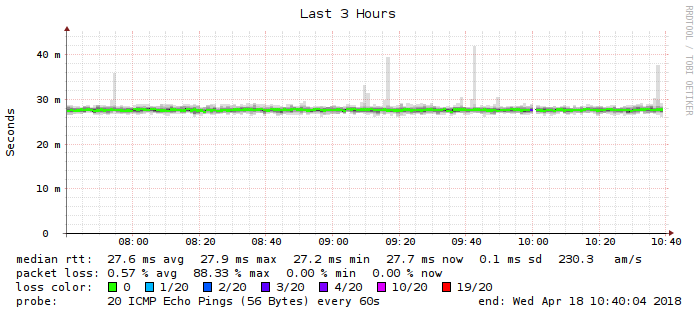 Last 3 Hours
RRDTOOL / TOBI OETIKER
Seconds
40 m
30 m
20 m
10 m
0
08:00 08:20 08:40 09:00 09:20 09:40 10:00 10:20 10:40
median rtt: 27.6 ms avg 27.9 ms max 27.2 ms min 27.7 ms now 0.1 ms sd 230.3 am/s
packet loss: 0.57 % avg 88.33 % max 0.00 % min 0.00 % now
loss color: 0 1/20 2/20 3/20 4/20 10/20 19/20
probe: 20 ICMP Echo Pings (56 Bytes) every 60s end: Wed Apr 18 10:40:04 2018